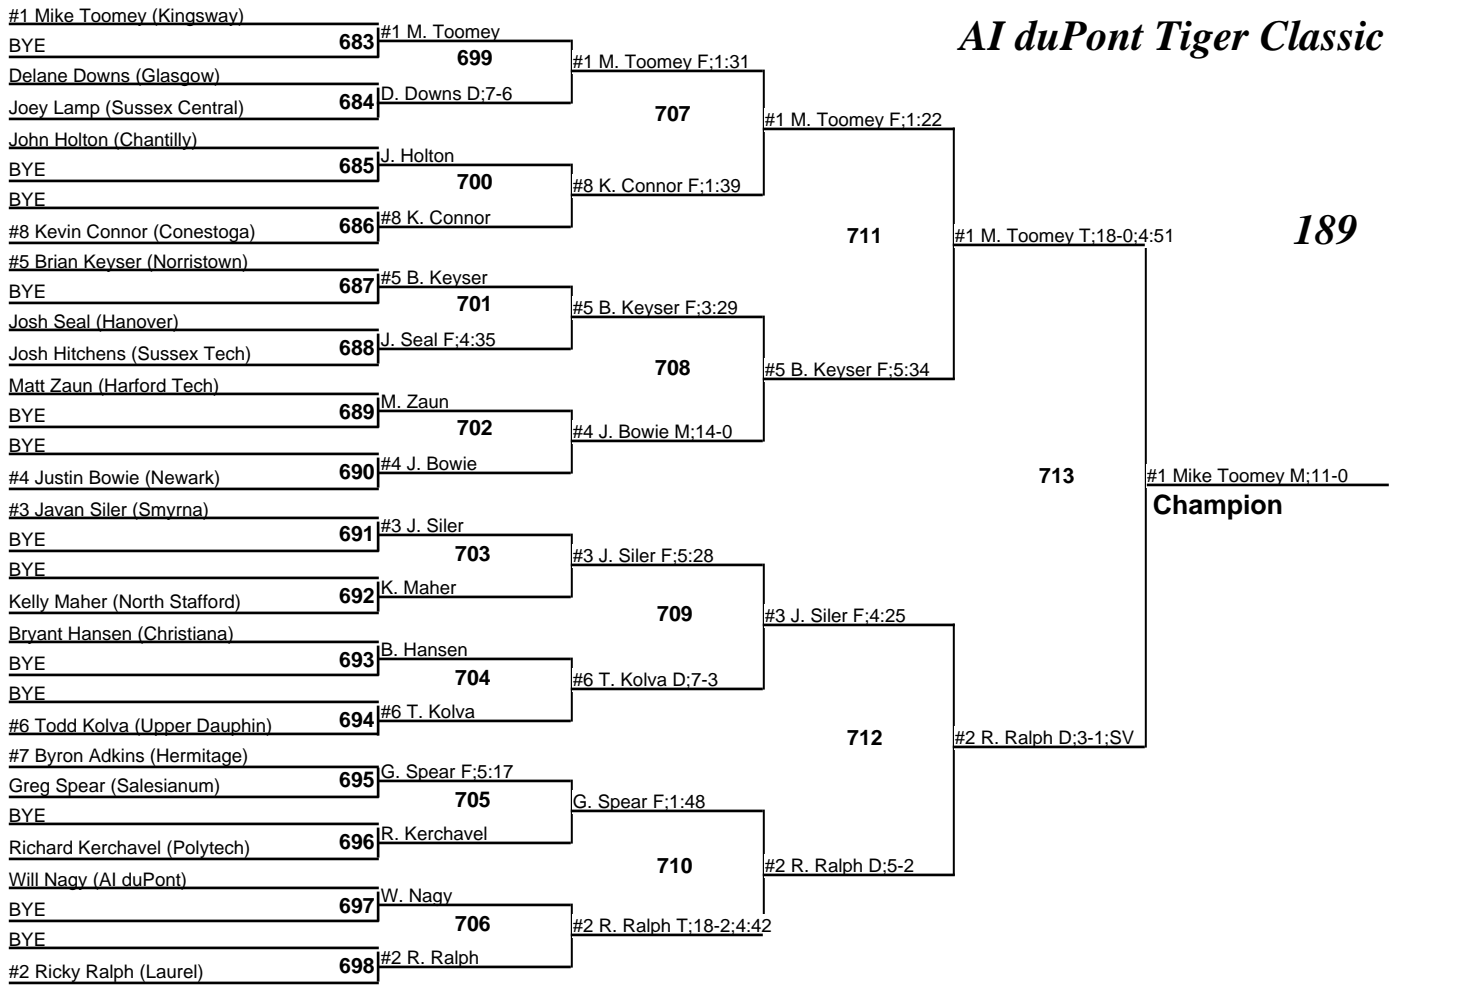 AI duPont Tiger Classic
189
#1 Mike Toomey (Kingsway)
BYE
683
Delane Downs (Glasgow)
Joey Lamp (Sussex Central)
684
John Holton (Chantilly)
BYE
685
BYE
#8 Kevin Connor (Conestoga)
686
#5 Brian Keyser (Norristown)
BYE
687
Josh Seal (Hanover)
Josh Hitchens (Sussex Tech)
688
Matt Zaun (Harford Tech)
BYE
689
BYE
#4 Justin Bowie (Newark)
690
#3 Javan Siler (Smyrna)
BYE
691
BYE
Kelly Maher (North Stafford)
692
Bryant Hansen (Christiana)
BYE
693
BYE
#6 Todd Kolva (Upper Dauphin)
694
#7 Byron Adkins (Hermitage)
Greg Spear (Salesianum)
695
BYE
Richard Kerchavel (Polytech)
696
Will Nagy (AI duPont)
BYE
697
BYE
#2 Ricky Ralph (Laurel)
698
#1 M. Toomey
699
D. Downs D;7-6
J. Holton
700
#8 K. Connor
#5 B. Keyser
701
J. Seal F;4:35
M. Zaun
702
#4 J. Bowie
#3 J. Siler
703
K. Maher
B. Hansen
704
#6 T. Kolva
G. Spear F;5:17
705
R. Kerchavel
W. Nagy
706
#2 R. Ralph
#1 M. Toomey F;1:31
707
#8 K. Connor F;1:39
#5 B. Keyser F;3:29
708
#4 J. Bowie M;14-0
#3 J. Siler F;5:28
709
#6 T. Kolva D;7-3
G. Spear F;1:48
710
#2 R. Ralph T;18-2;4:42
#1 M. Toomey F;1:22
711
#5 B. Keyser F;5:34
#3 J. Siler F;4:25
712
#2 R. Ralph D;5-2
#1 M. Toomey T;18-0;4:51
713
#2 R. Ralph D;3-1;SV
#1 Mike Toomey M;11-0
Champion